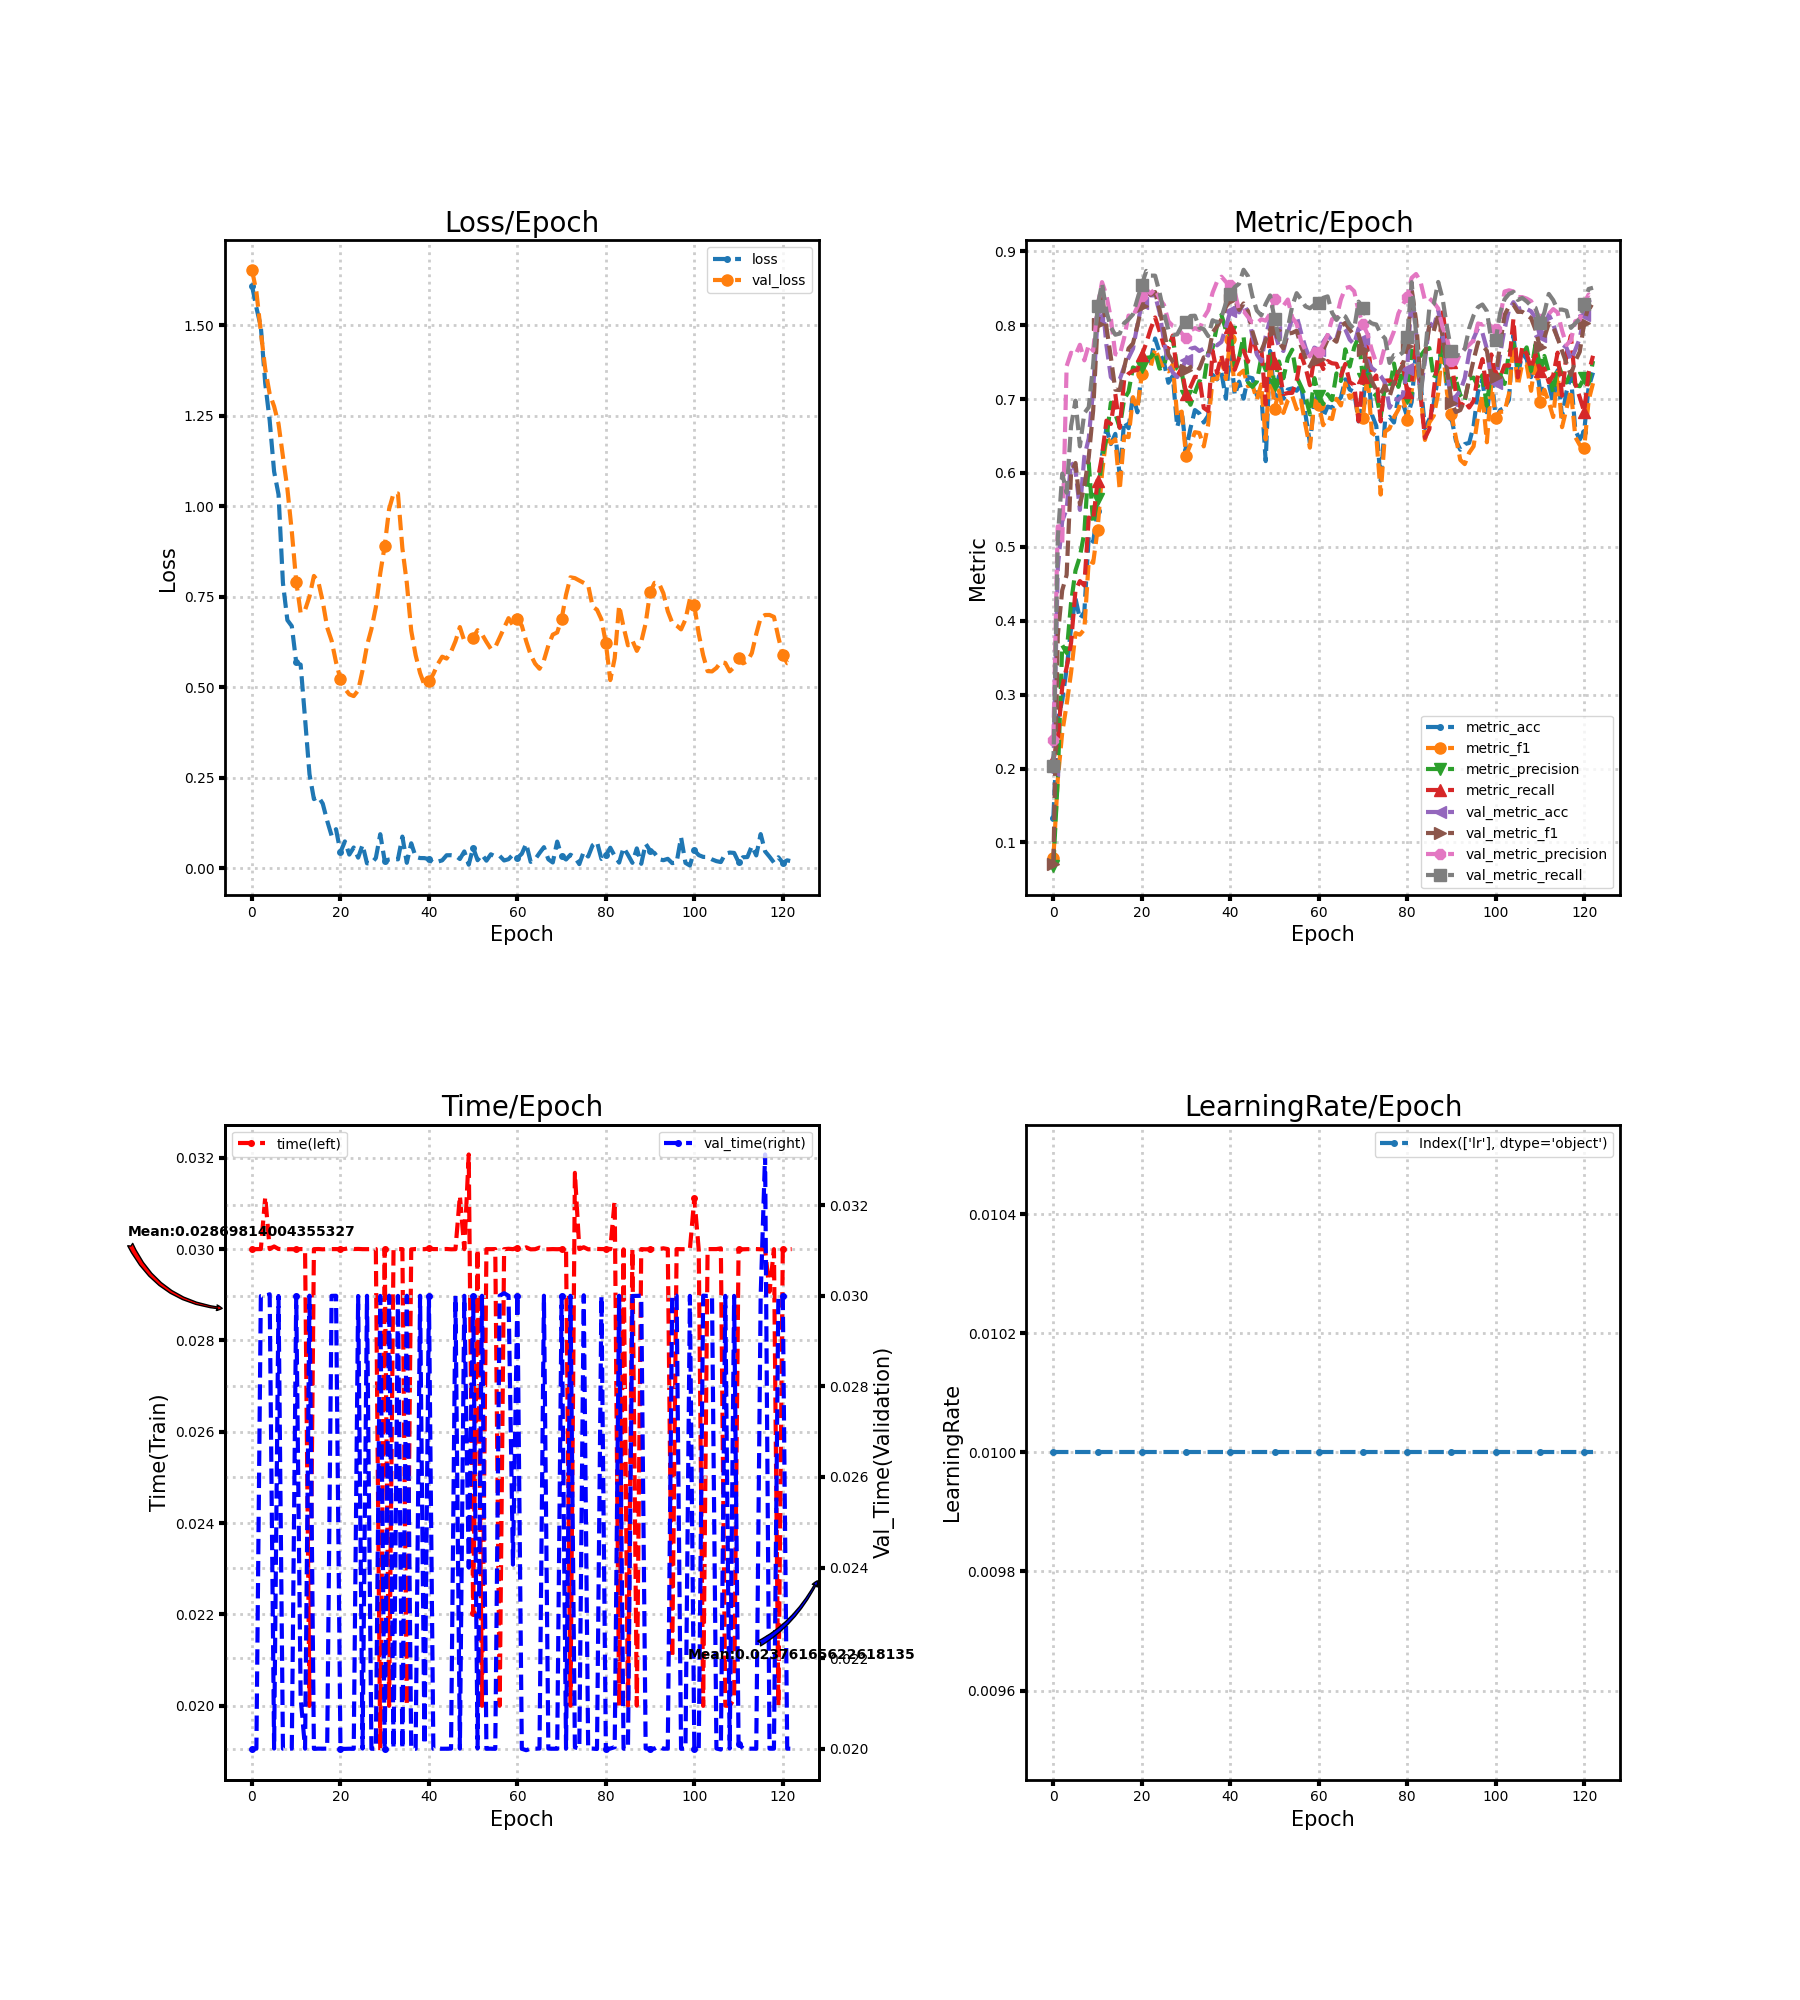 Loss/Epoch
loss
val_loss
1.50
1.25
1.00
0.75
0.50
0.25
0.00
Loss
0 20 40 60 80 100 120
Epoch
Metric/Epoch
0.9
0.8
0.7
0.6
0.5
0.4
0.3
0.2
0.1
Metric
metric_acc
metric_f1
metric_precision
metric_recall
val_metric_acc
val_metric_f1
val_metric_precision
val_metric_recall
0 20 40 60 80 100 120
Epoch
Time/Epoch
time(left)
val_time(right)
0.032
0.030
0.028
0.026
0.024
0.022
0.020
Time(Train)
Mean:0.02869814004355327
0.032
0.030
0.028
0.026
0.024
0.022
0.020
Val_Time(Validation)
Mean:0.02376165622618135
0 20 40 60 80 100 120
Epoch
LearningRate/Epoch
Index(['lr'], dtype='object')
0.0104
0.0102
0.0100
0.0098
0.0096
LearningRate
0 20 40 60 80 100 120
Epoch